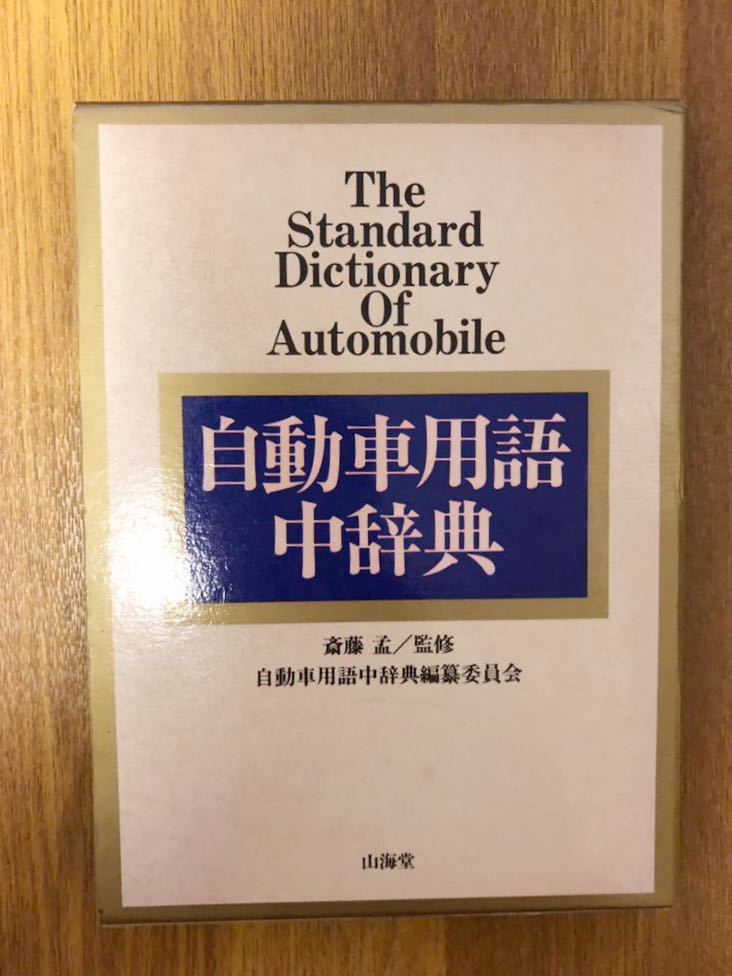 The
Standard
Dictionary
Of
Automobile
自動車用語
中辞典
斎藤 孟／監修
自動車用語中辞典編纂委員会
山海堂